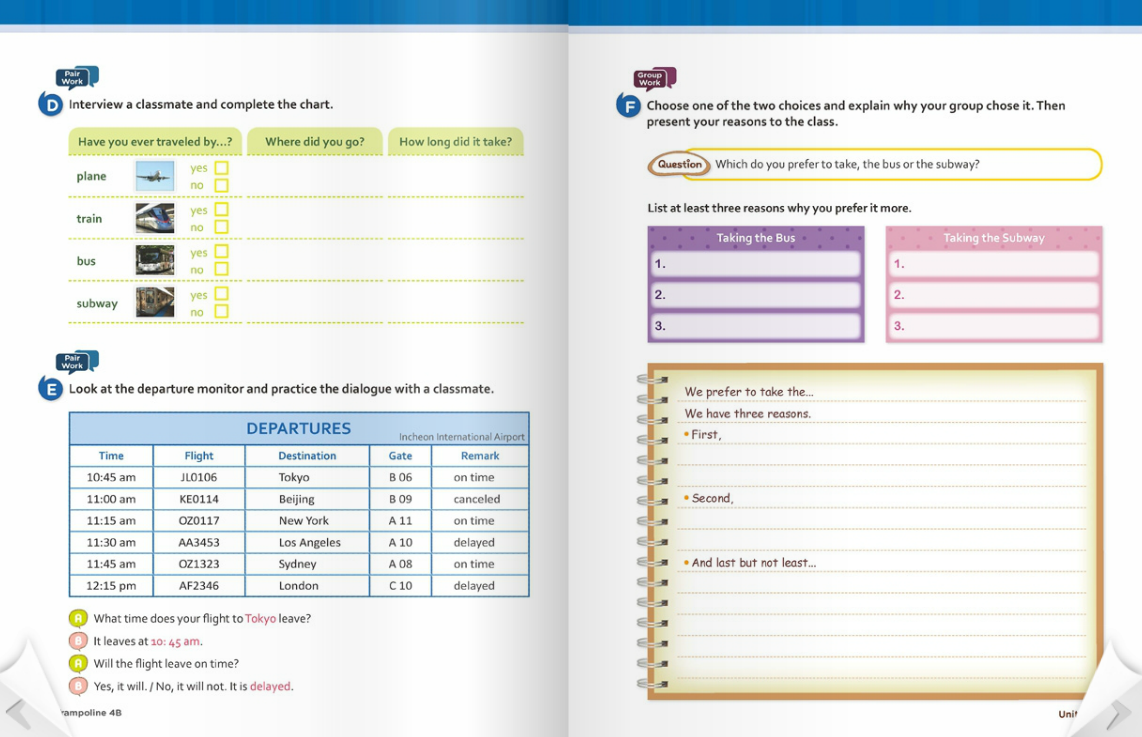 Pair
Work
D Interview a classmate and complete the chart.
Have you ever traveled by...? Where did you go? How long did it take?
plane yes
no
train yes
no
bus yes
no
subway yes
no
Pair
Work
E Look at the departure monitor and practice the dialogue with a classmate.
DEPARTURES
Incheon International Airport
Time Flight Destination Gate Remark
10:45 am JL0106 Tokyo B 06 on time
11:00 am KE0114 Beijing B 09 canceled
11:15 am OZ0117 New York A 11 on time
11:30 am AA3453 Los Angeles A 10 delayed
11:45 am OZ1323 Sydney A 08 on time
12:15 pm AF2346 London C 10 delayed
A What time does your flight to Tokyo leave?
B It leaves at 10: 45 am.
A Will the flight leave on time?
B Yes, it will. / No, it will not. It is delayed.
rampoline 4B
Group
Work
F Choose one of the two choices and explain why your group chose it. Then
present your reasons to the class.
Question Which do you prefer to take, the bus or the subway?
List at least three reasons why you prefer it more.
Taking the Bus Taking the Subway
1. 1.
2. 2.
3. 3.
We prefer to take the...
We have three reasons.
• First,
• Second,
• And last but not least...
Unit